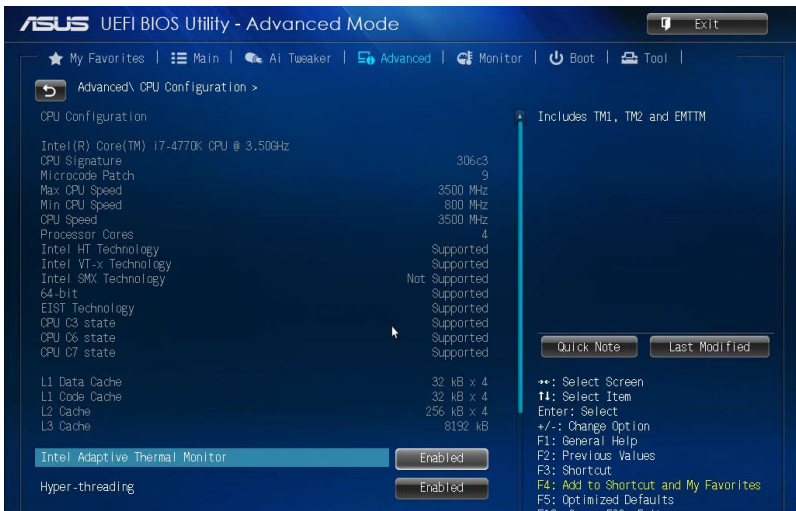 ASUS UEFI BIOS Utility - Advanced Mode
Exit
My Favorites | Main | Ai Tweaker | Advanced | Monitor | Boot | Tool |
Advanced\ CPU Configuration >
CPU Configuration
Includes TM1, TM2 and EMTTM
Intel(R) Core(TM) i7-4770K CPU @ 3.50GHz
CPU Signature 306c3
Microcode Patch 9
Max CPU Speed 3500 MHz
Min CPU Speed 800 MHz
CPU Speed 3500 MHz
Processor Cores 4
Intel HT Technology Supported
Intel VT-x Technology Supported
Intel SMX Technology Not Supported
64-bit Supported
EIST Technology Supported
CPU C3 state Supported
CPU C6 state Supported
CPU C7 state Supported
L1 Data Cache 32 kB x 4
L1 Code Cache 32 kB x 4
L2 Cache 256 kB x 4
L3 Cache 8192 kB
Intel Adaptive Thermal Monitor Enabled
Hyper-threading Enabled
Quick Note Last Modified
→←: Select Screen
↑↓: Select Item
Enter: Select
+/-: Change Option
F1: General Help
F2: Previous Values
F3: Shortcut
F4: Add to Shortcut and My Favorites
F5: Optimized Defaults